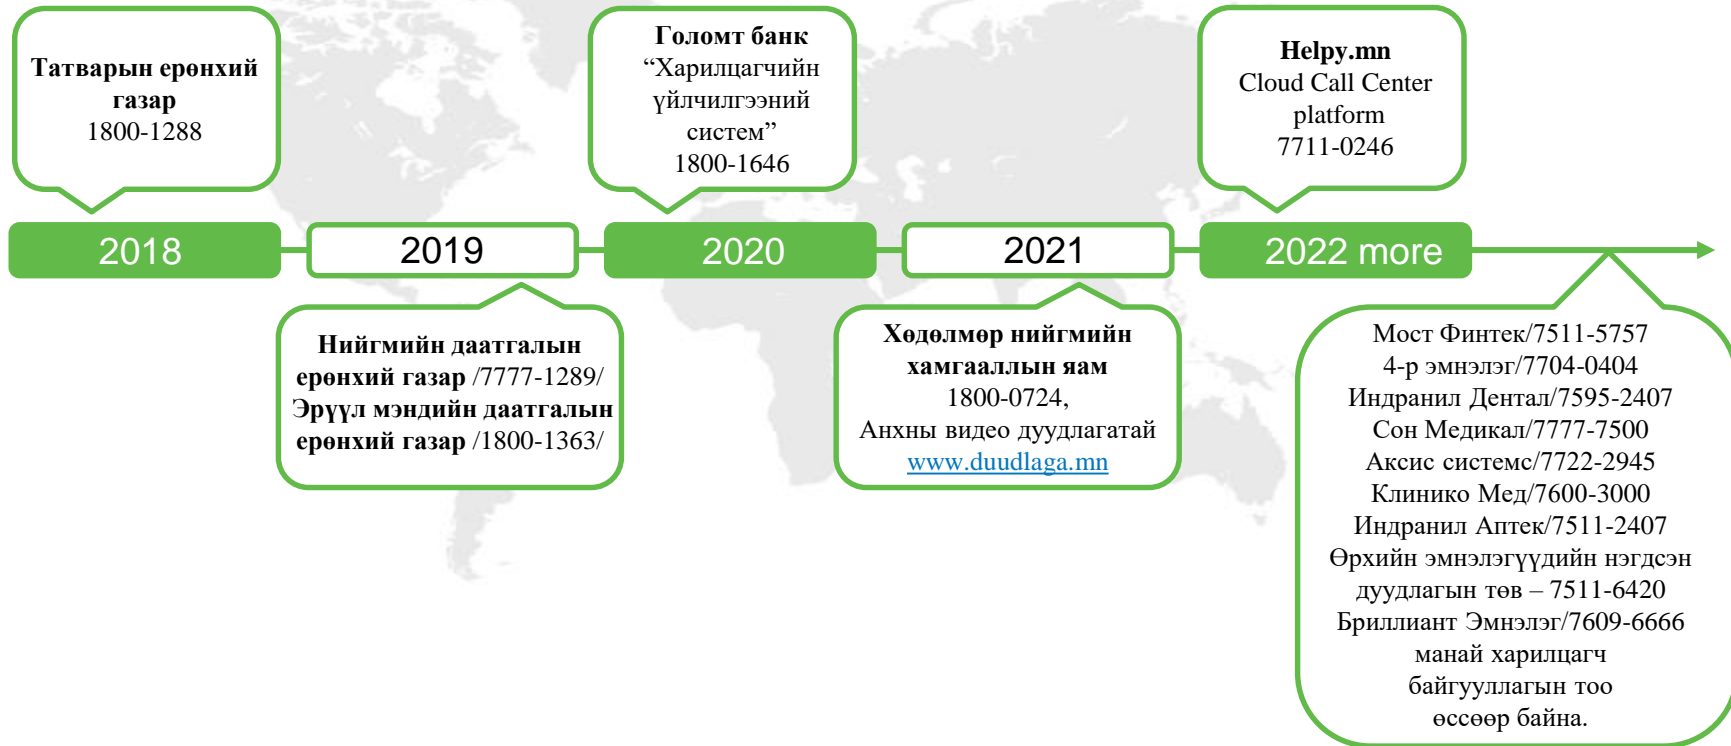 Татварын ерөнхий
газар
1800-1288
Голомт банк
“Харилцагчийн
үйлчилгээний
систем”
1800-1646
Helpy.mn
Cloud Call Center
platform
7711-0246
2018
2019
2020
2021
2022 more
Нийгмийн даатгалын
ерөнхий газар /7777-1289/
Эрүүл мэндийн даатгалын
ерөнхий газар /1800-1363/
Хөдөлмөр нийгмийн
хамгааллын яам
1800-0724,
Анхны видео дуудлагатай
www.duudlaga.mn
Мост Финтек/7511-5757
4-р эмнэлэг/7704-0404
Индранил Дентал/7595-2407
Сон Медикал/7777-7500
Аксис системс/7722-2945
Клинико Мед/7600-3000
Индранил Аптек/7511-2407
Өрхийн эмнэлэгүүдийн нэгдсэн
дуудлагын төв – 7511-6420
Бриллиант Эмнэлэг/7609-6666
манай харилцагч
байгууллагын тоо
өссөөр байна.